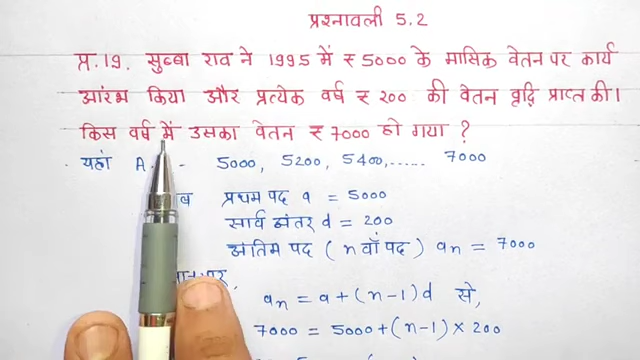 प्रश्नावली 5.2
प्र.19. सुब्बा राव ने 1995 में ₹ 5000 के मासिक वेतन पर कार्य
आंरभ किया और प्रत्येक वर्ष ₹ 200 की वेतन वृद्दि प्राप्त की।
किस वर्ष में उसका वेतन ₹ 7000 हो गया ?
यहां A. - 5000, 5200, 5400,...... 7000
प्रथम पद a = 5000
सार्व अंतर d = 200
अंतिम पद ( n वाँ पद ) an = 7000
an = a + (n-1) d से,
7000 = 5000 + (n-1) × 200